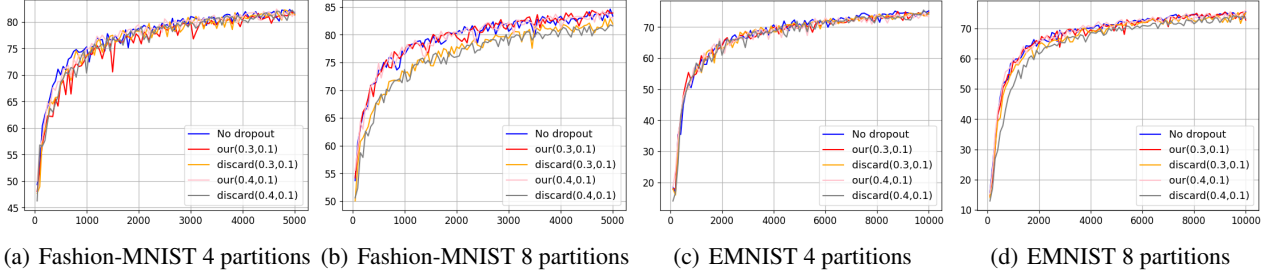 80
75
70
65
60
55
50
45
0
1000
2000
3000
4000
5000
No dropout
our(0.3,0.1)
discard(0.3,0.1)
our(0.4,0.1)
discard(0.4,0.1)
(a) Fashion-MNIST 4 partitions
85
80
75
70
65
60
55
50
0
1000
2000
3000
4000
5000
No dropout
our(0.3,0.1)
discard(0.3,0.1)
our(0.4,0.1)
discard(0.4,0.1)
(b) Fashion-MNIST 8 partitions
70
60
50
40
30
20
0
2000
4000
6000
8000
10000
No dropout
our(0.3,0.1)
discard(0.3,0.1)
our(0.4,0.1)
discard(0.4,0.1)
(c) EMNIST 4 partitions
80
70
60
50
40
30
20
10
0
2000
4000
6000
8000
10000
No dropout
our(0.3,0.1)
discard(0.3,0.1)
our(0.4,0.1)
discard(0.4,0.1)
(d) EMNIST 8 partitions